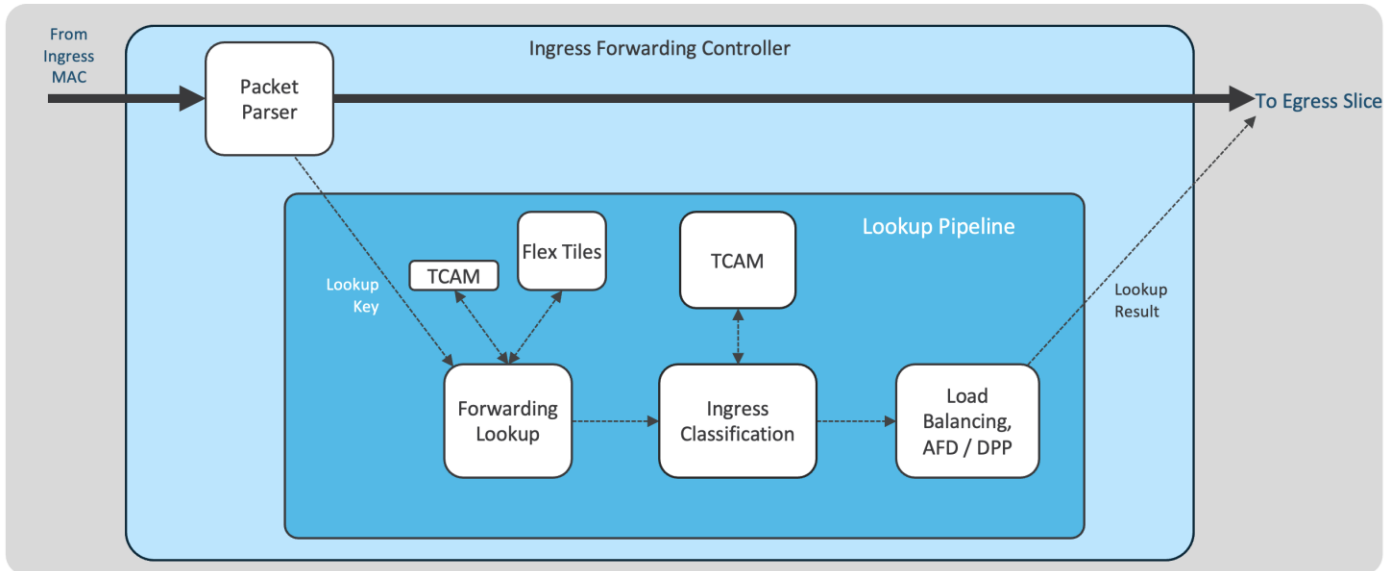 From
Ingress
MAC
Ingress Forwarding Controller
Packet
Parser
To Egress Slice
Lookup Pipeline
Flex Tiles
TCAM
TCAM
Lookup
Key
Lookup
Result
Forwarding
Lookup
Ingress
Classification
Load
Balancing,
AFD / DPP